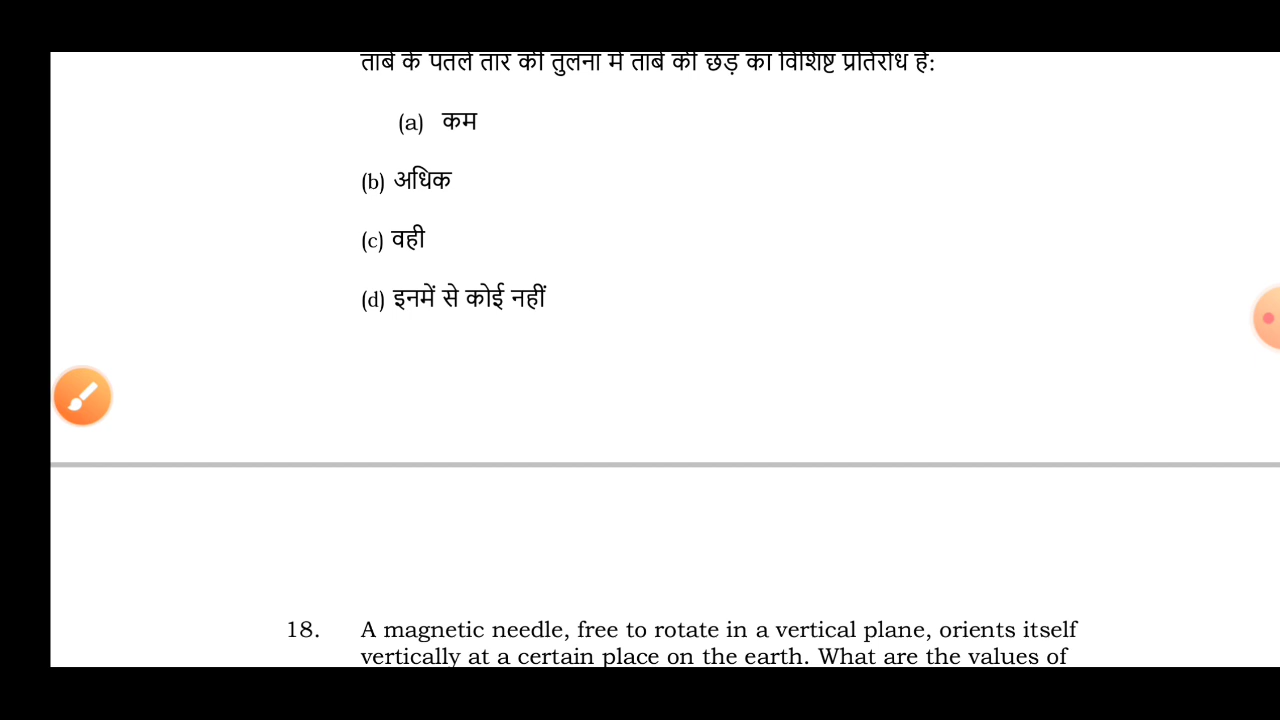 तांबे के पतले तार की तुलना में तांबे की छड़ का विशिष्ट प्रतिरोध है:
(a) कम
(b) अधिक
(c) वही
(d) इनमें से कोई नहीं
18. A magnetic needle, free to rotate in a vertical plane, orients itself
vertically at a certain place on the earth. What are the values of